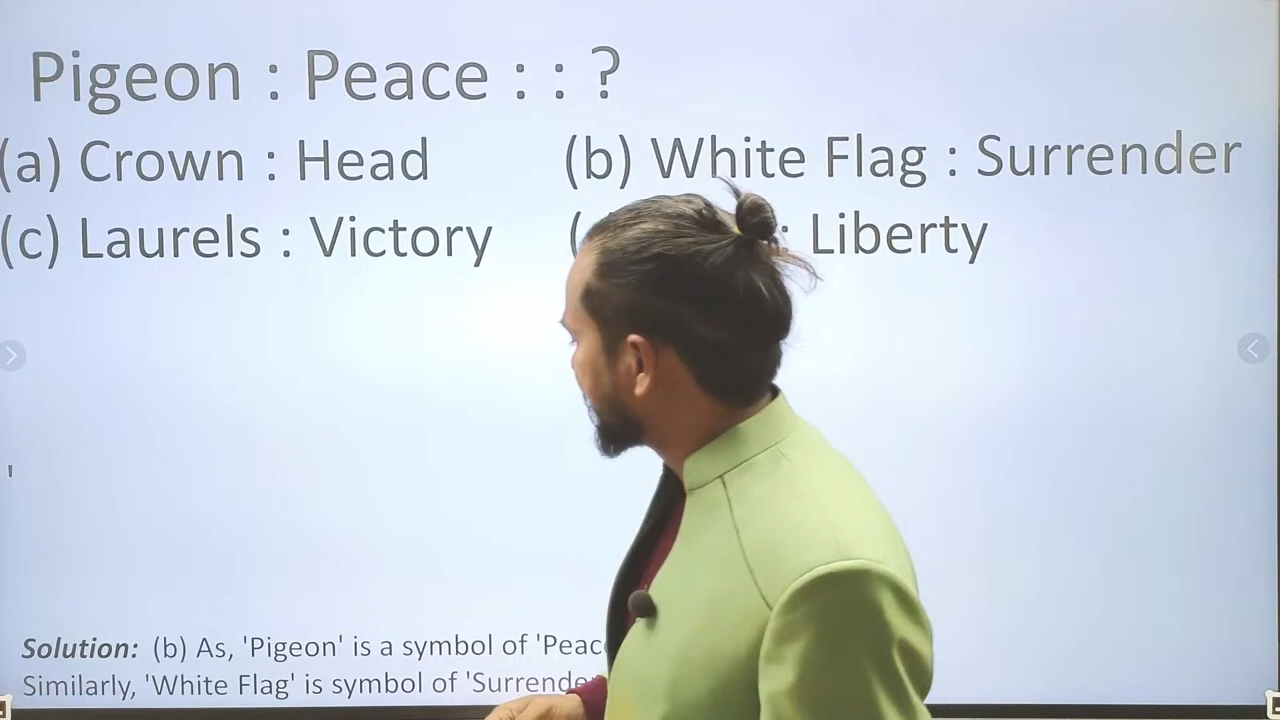 Pigeon : Peace : : ?
(a) Crown : Head (b) White Flag : Surrender
(c) Laurels : Victory ( : Liberty
Solution: (b) As, 'Pigeon' is a symbol of 'Peac
Similarly, 'White Flag' is symbol of 'Surrende